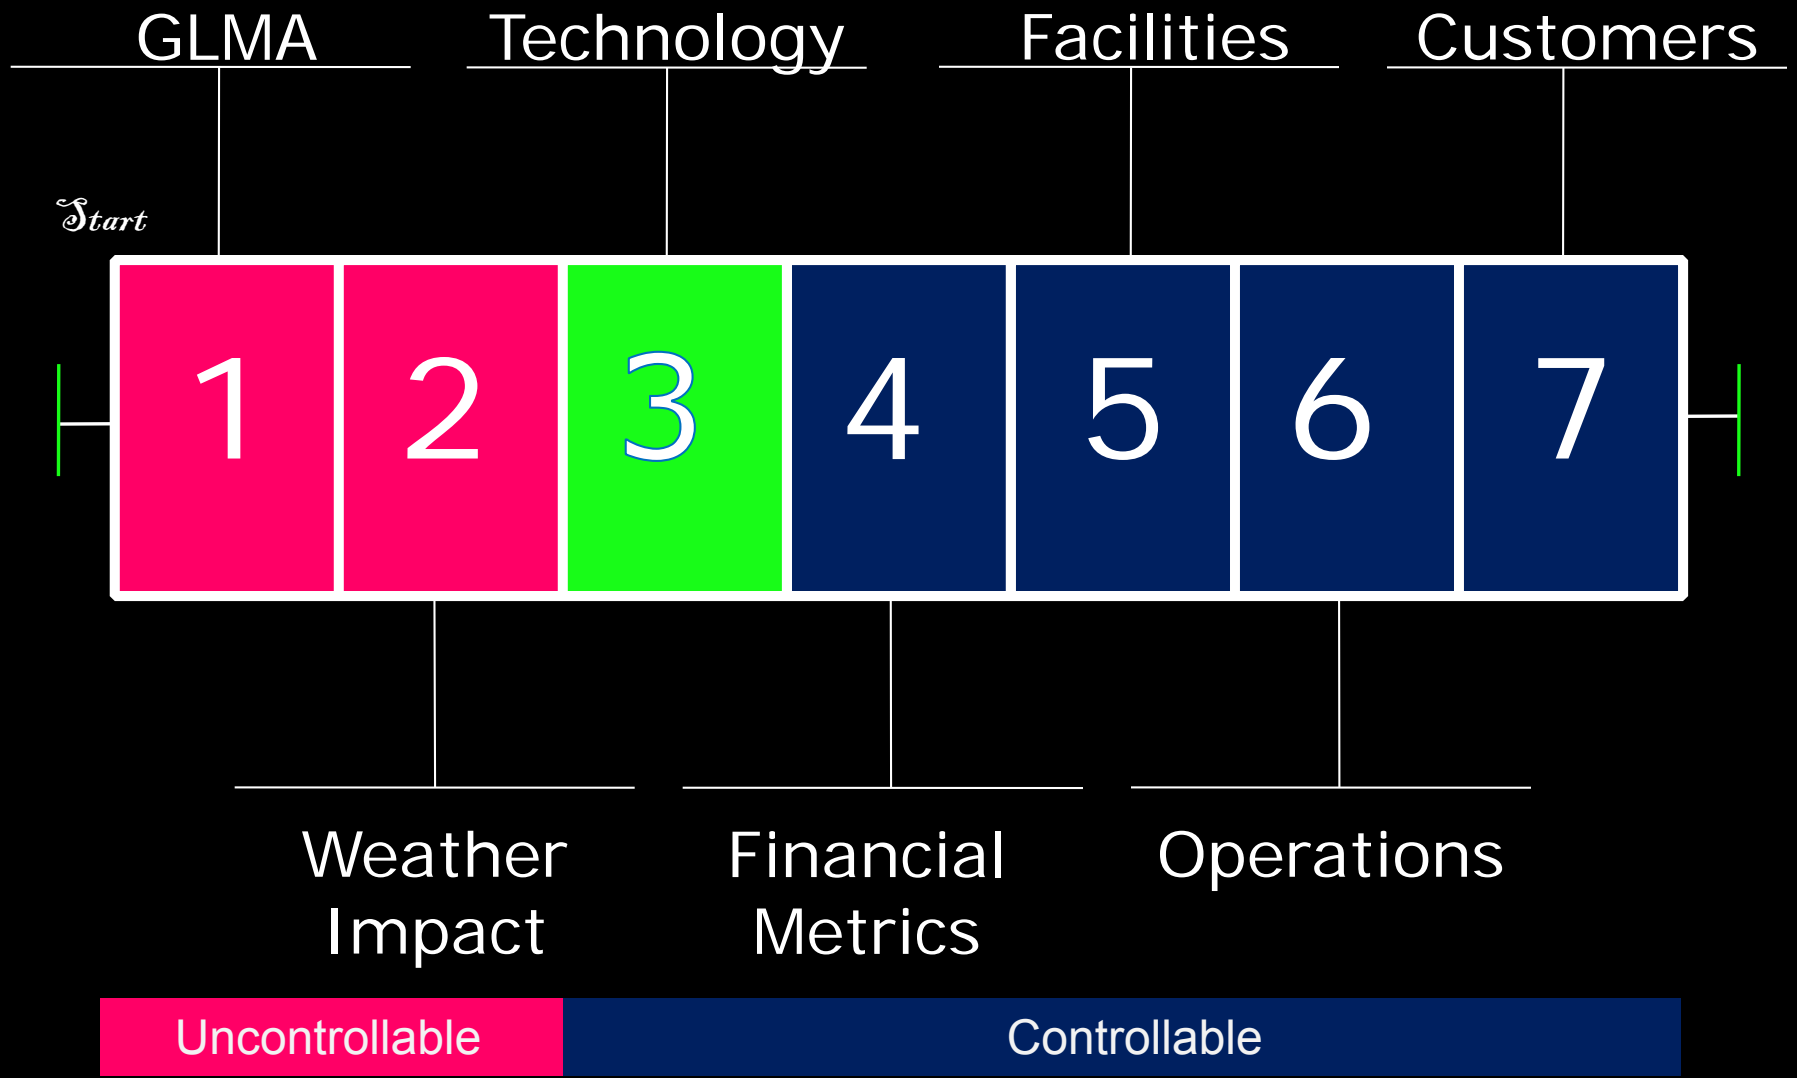 GLMA
Technology
Facilities
Customers
Start
1
2
3
4
5
6
7
Weather
Impact
Financial
Metrics
Operations
Uncontrollable
Controllable